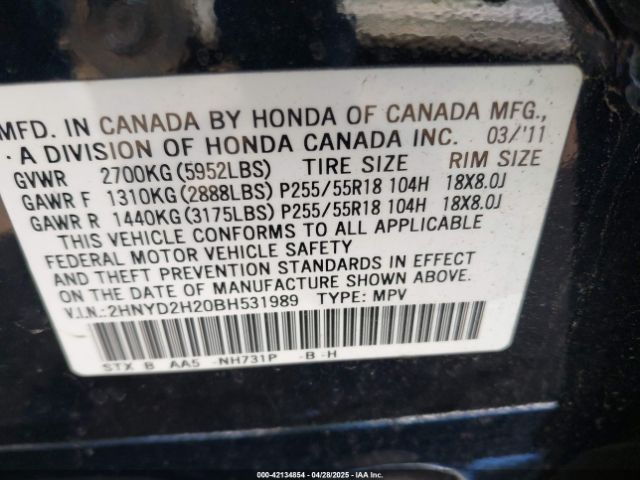 MFD. IN CANADA BY HONDA OF CANADA MFG.,
A DIVISION OF HONDA CANADA INC. 03/'11
GVWR 2700KG(5952LBS) TIRE SIZE RIM SIZE
GAWR F 1310KG(2888LBS) P255/55R18 104H 18X8.0J
GAWR R 1440KG(3175LBS) P255/55R18 104H 18X8.0J
THIS VEHICLE CONFORMS TO ALL APPLICABLE
FEDERAL MOTOR VEHICLE SAFETY
AND THEFT PREVENTION STANDARDS IN EFFECT
ON THE DATE OF MANUFACTURE SHOWN ABOVE.
V.I.N.:2HNYD2H20BH531989 TYPE: MPV
STX B AA5 -NH731P -B -H
000-42134854 - 04/28/2025 - IAA Inc.